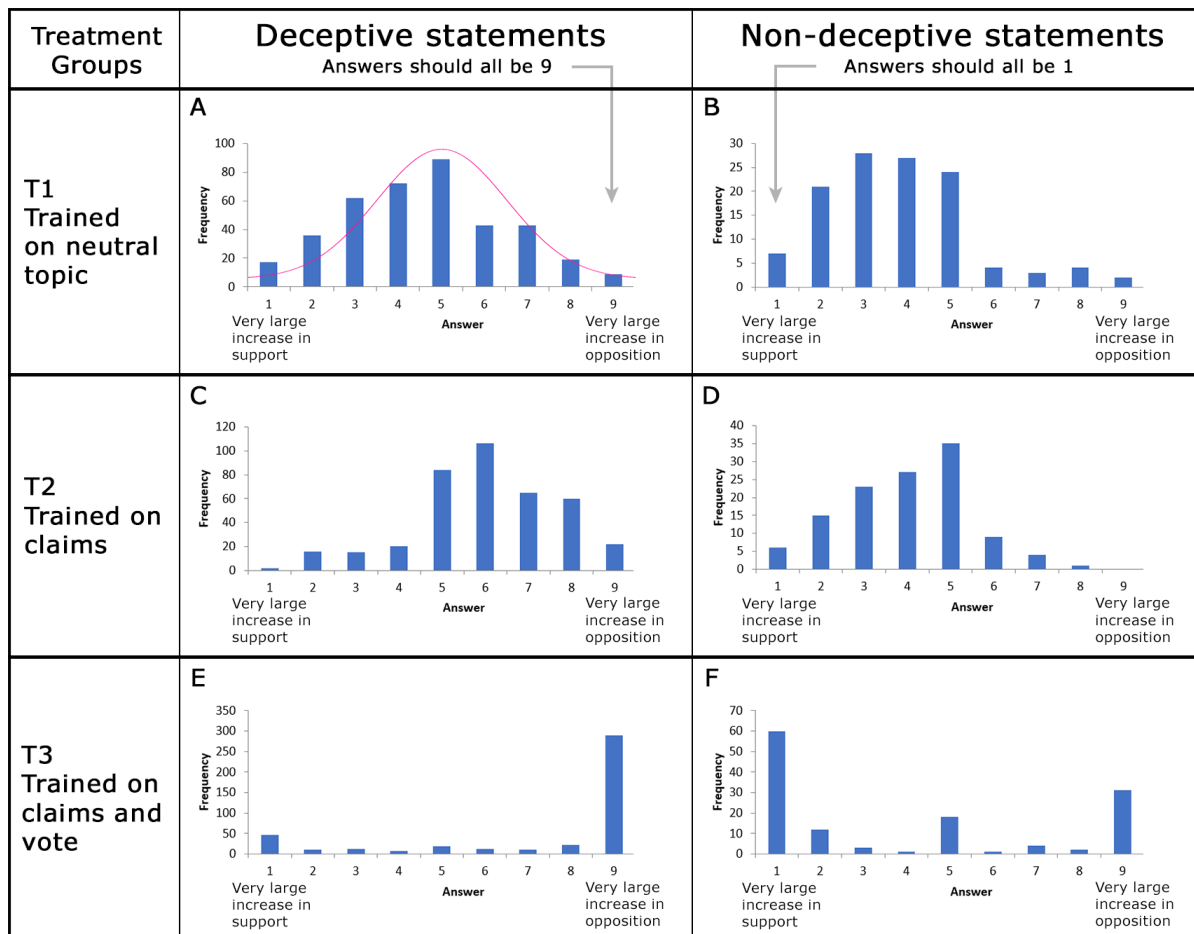 Treatment
Groups
Deceptive statements
Answers should all be 9
Non-deceptive statements
Answers should all be 1
T1
Trained
on neutral
topic
A
Frequency
100
80
60
40
20
0
1 2 3 4 5 6 7 8 9
Very large
increase in
support
Answer
Very large
increase in
opposition
B
Frequency
30
25
20
15
10
5
0
1 2 3 4 5 6 7 8 9
Very large
increase in
support
Answer
Very large
increase in
opposition
T2
Trained on
claims
C
Frequency
120
100
80
60
40
20
0
1 2 3 4 5 6 7 8 9
Very large
increase in
support
Answer
Very large
increase in
opposition
D
Frequency
40
35
30
25
20
15
10
5
0
1 2 3 4 5 6 7 8 9
Very large
increase in
support
Answer
Very large
increase in
opposition
T3
Trained on
claims and
vote
E
Frequency
350
300
250
200
150
100
50
0
1 2 3 4 5 6 7 8 9
Very large
increase in
support
Answer
Very large
increase in
opposition
F
Frequency
70
60
50
40
30
20
10
0
1 2 3 4 5 6 7 8 9
Very large
increase in
support
Answer
Very large
increase in
opposition